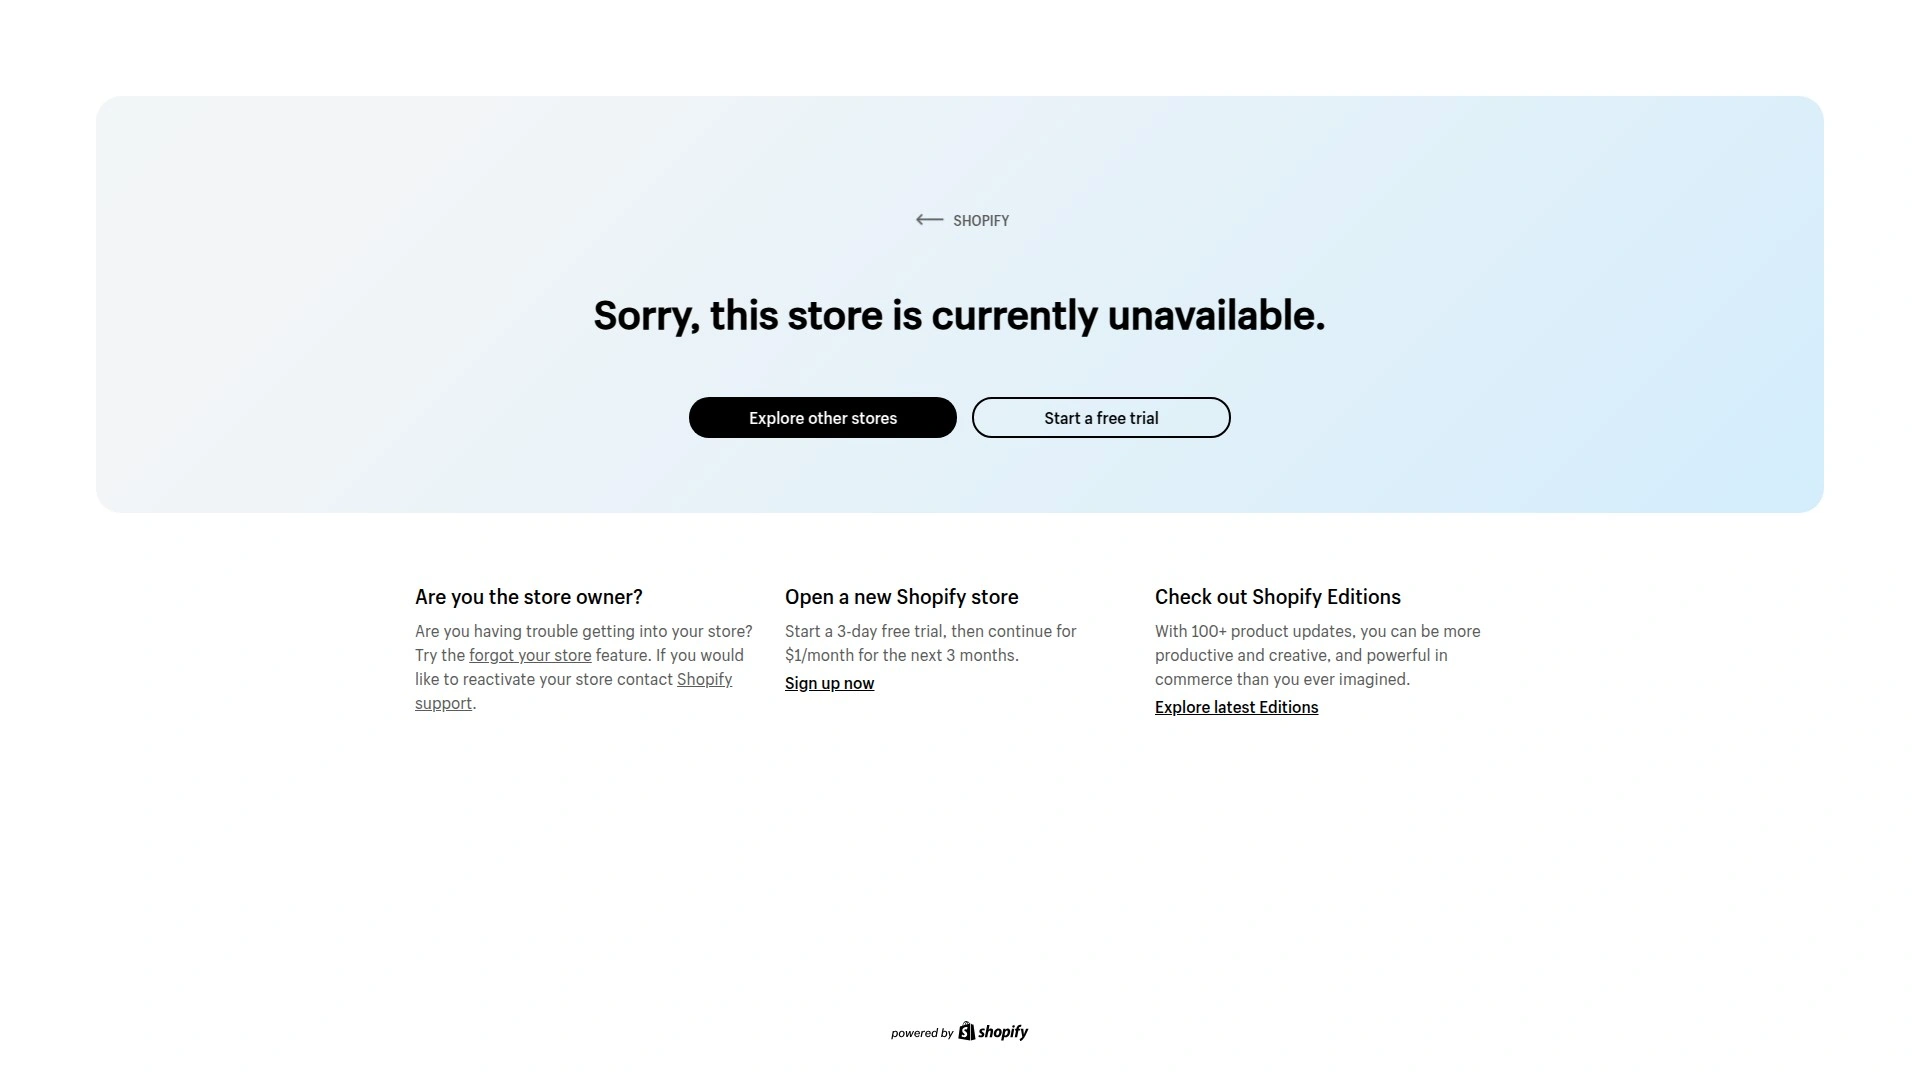 SHOPIFY
Sorry, this store is currently unavailable.
Explore other stores
Start a free trial
Are you the store owner?
Are you having trouble getting into your store?
Try the forgot your store feature. If you would
like to reactivate your store contact Shopify
support.
Open a new Shopify store
Start a 3-day free trial, then continue for
$1/month for the next 3 months.
Sign up now
Check out Shopify Editions
With 100+ product updates, you can be more
productive and creative, and powerful in
commerce than you ever imagined.
Explore latest Editions
powered by shopify